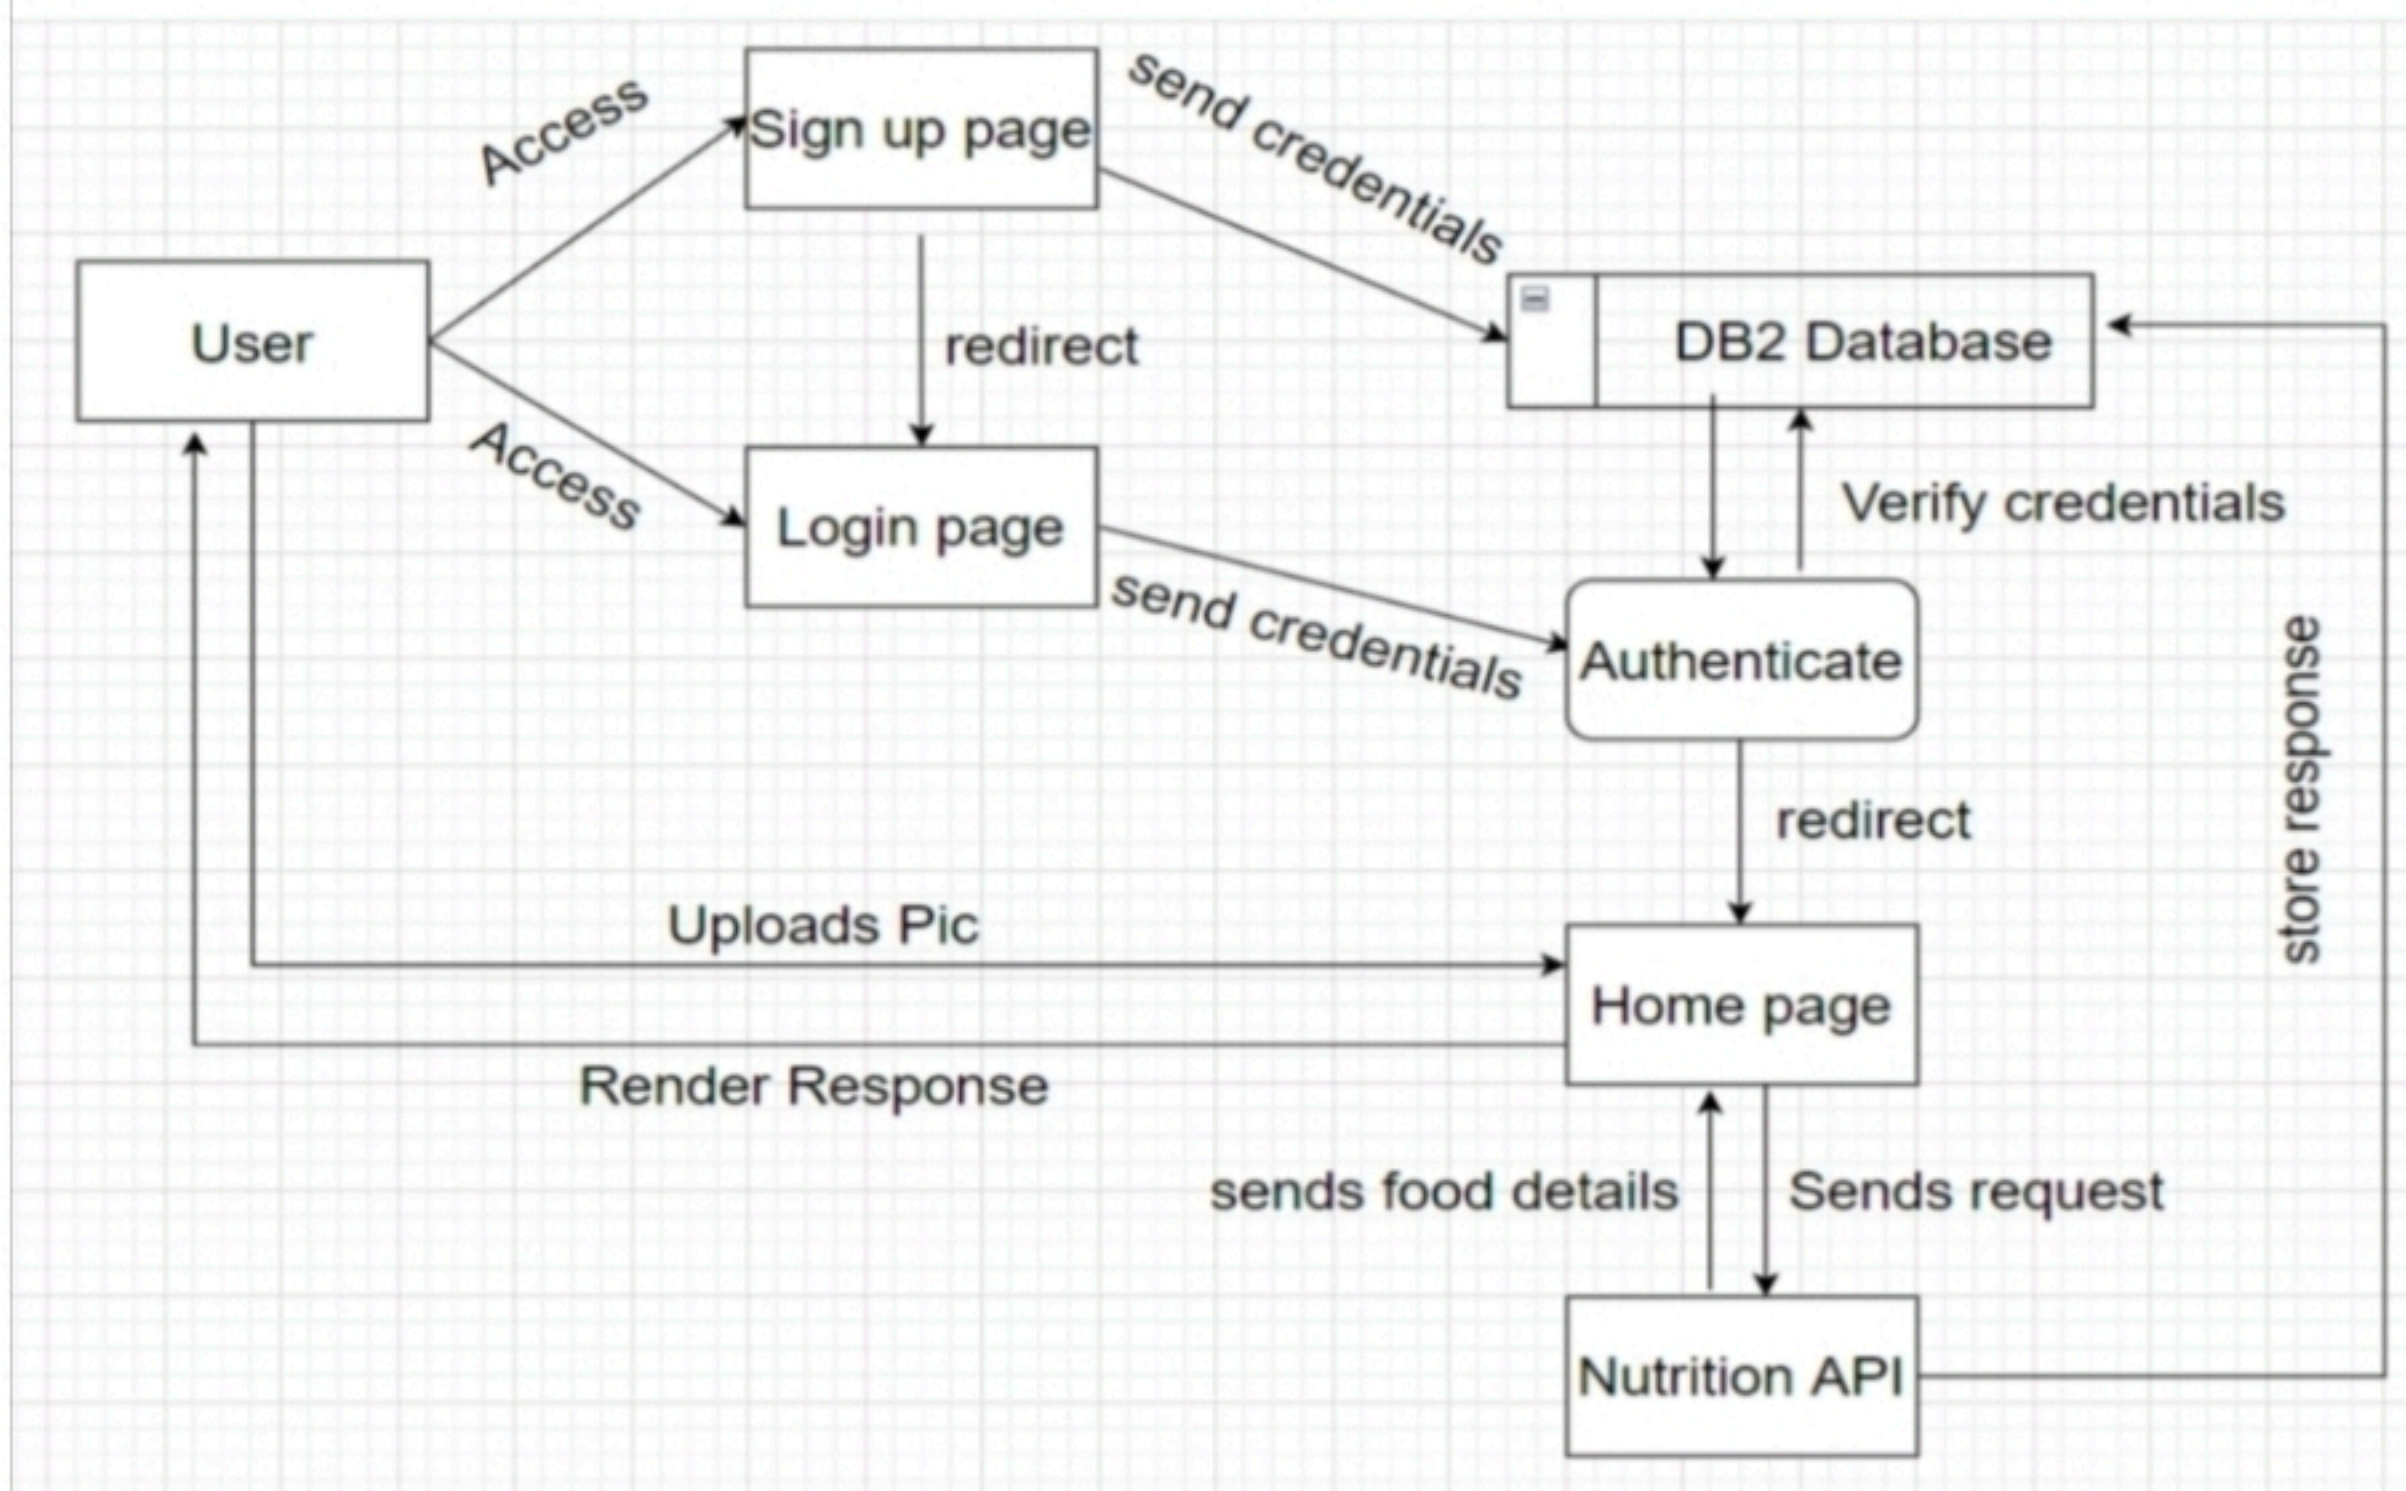 Access
Sign up page
send credentials
User
redirect
DB2 Database
Access
Login page
Verify credentials
send credentials
Authenticate
redirect
store response
Uploads Pic
Home page
Render Response
sends food details
Sends request
Nutrition API